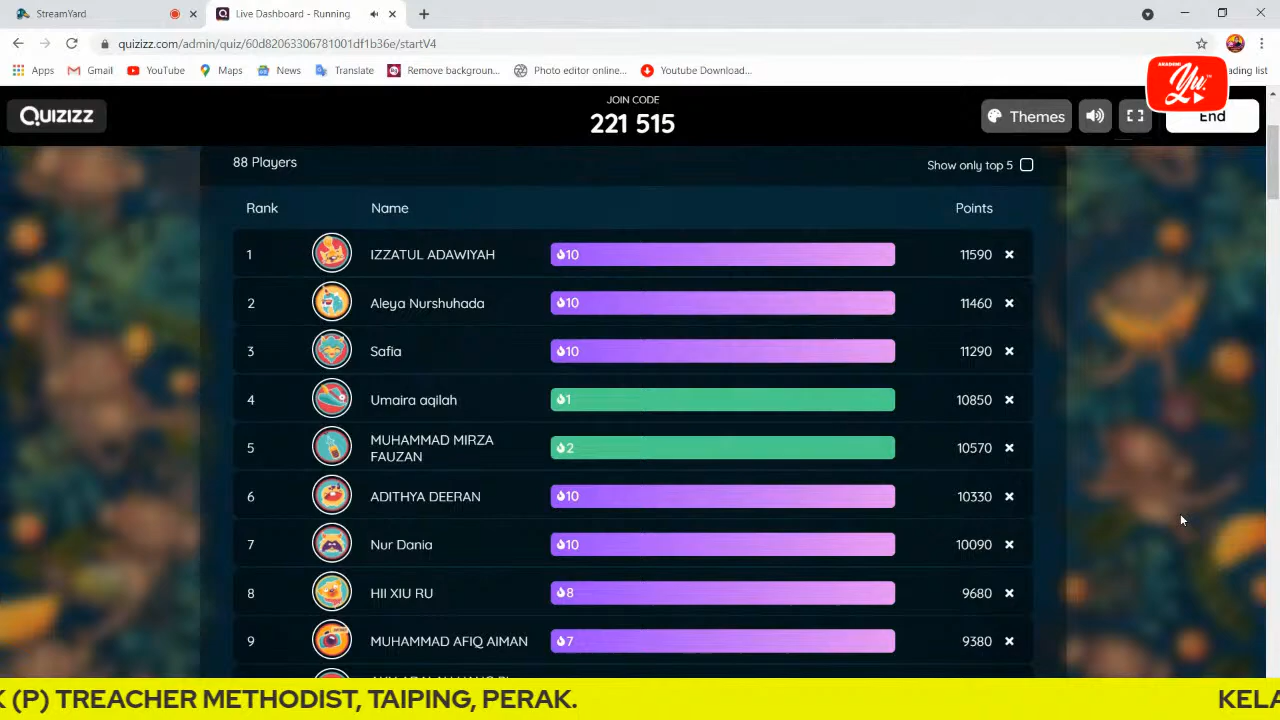 StreamYard
Live Dashboard - Running
quizizz.com/admin/quiz/60d82063306781001df1b36e/startV4
Apps Gmail YouTube Maps News Translate Remove backgroun... Photo editor online... Youtube Download... ading list
Yu
QUIZIZZ
JOIN CODE
221 515
Themes
End
88 Players
Show only top 5
Rank Name Points
1 IZZATUL ADAWIYAH 10 11590
2 Aleya Nurshuhada 10 11460
3 Safia 10 11290
4 Umaira aqilah 1 10850
5 MUHAMMAD MIRZA FAUZAN 2 10570
6 ADITHYA DEERAN 10 10330
7 Nur Dania 10 10090
8 HII XIU RU 8 9680
9 MUHAMMAD AFIQ AIMAN 7 9380
(P) TREACHER METHODIST, TAIPING, PERAK. KELA